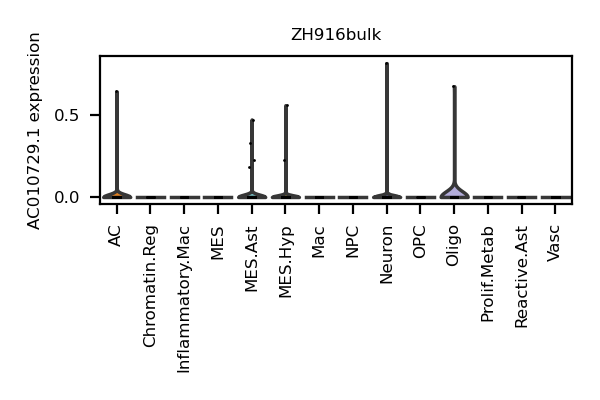 ZH916bulk
AC010729.1 expression
0.5
0.0
AC
Chromatin.Reg
Inflammatory.Mac
MES
MES.Ast
MES.Hyp
Mac
NPC
Neuron
OPC
Oligo
Prolif.Metab
Reactive.Ast
Vasc